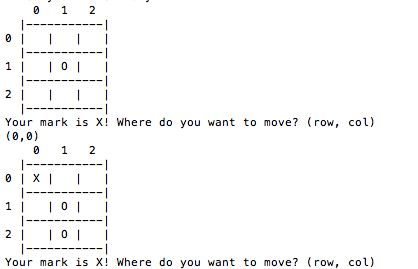 0 1 2
|-----------|
0 | | | |
|-----------|
1 | | O | |
|-----------|
2 | | | |
|-----------|
Your mark is X! Where do you want to move? (row, col)
(0,0)
0 1 2
|-----------|
0 | X | | |
|-----------|
1 | | O | |
|-----------|
2 | | O | |
|-----------|
Your mark is X! Where do you want to move? (row, col)